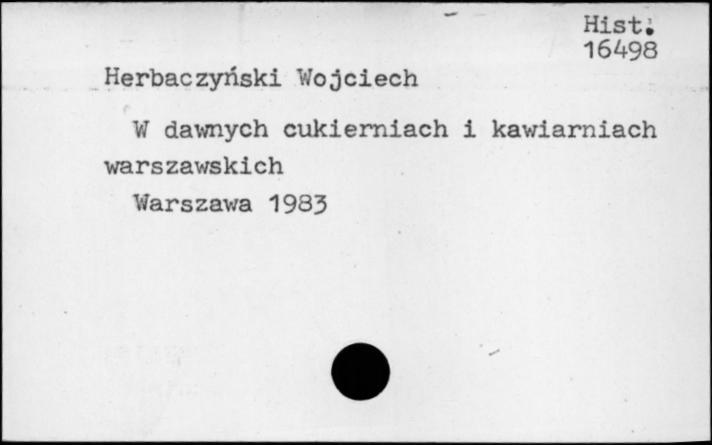 Hist.
16498
Herbaczyński Wojciech
W dawnych cukierniach i kawiarniach
warszawskich
Warszawa 1983